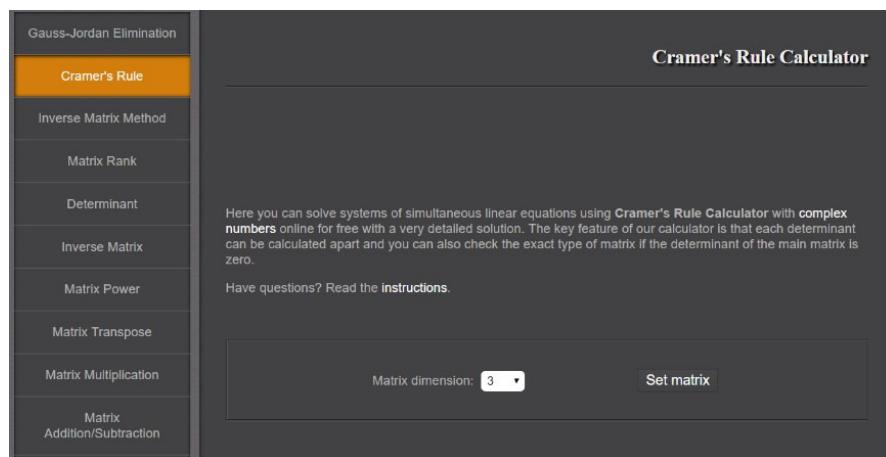 Gauss-Jordan Elimination
Cramer's Rule
Inverse Matrix Method
Matrix Rank
Determinant
Inverse Matrix
Matrix Power
Matrix Transpose
Matrix Multiplication
Matrix
Addition/Subtraction
Cramer's Rule Calculator
Here you can solve systems of simultaneous linear equations using Cramer's Rule Calculator with complex
numbers online for free with a very detailed solution. The key feature of our calculator is that each determinant
can be calculated apart and you can also check the exact type of matrix if the determinant of the main matrix is
zero.
Have questions? Read the instructions.
Matrix dimension: 3 Set matrix